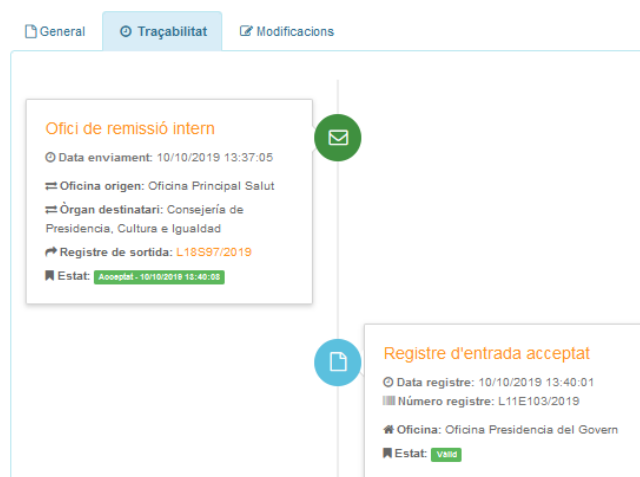 General
Traçabilitat
Modificacions
Ofici de remissió intern
Data enviament: 10/10/2019 13:37:05
Oficina origen: Oficina Principal Salut
Òrgan destinatari: Consejería de
Presidencia, Cultura e Igualdad
Registre de sortida: L18S97/2019
Estat: Acceptat - 10/10/2019 13:40:08
Registre d'entrada acceptat
Data registre: 10/10/2019 13:40:01
Número registre: L11E103/2019
Oficina: Oficina Presidencia del Govern
Estat: Vàlid